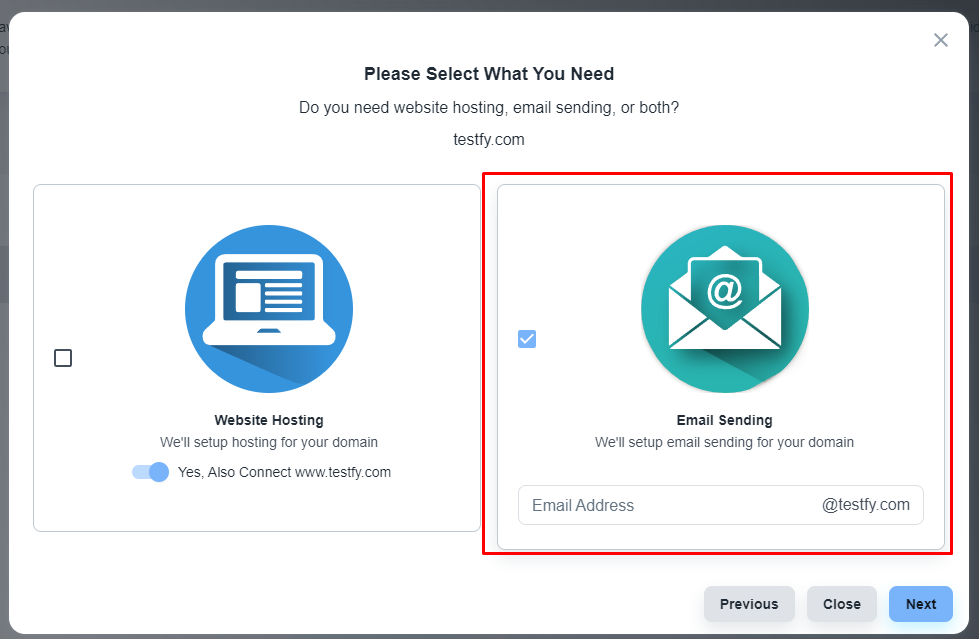 Please Select What You Need
Do you need website hosting, email sending, or both?
testfy.com
@
Website Hosting
We'll setup hosting for your domain
Yes, Also Connect www.testfy.com
Email Sending
We'll setup email sending for your domain
Email Address @testfy.com
Previous Close Next